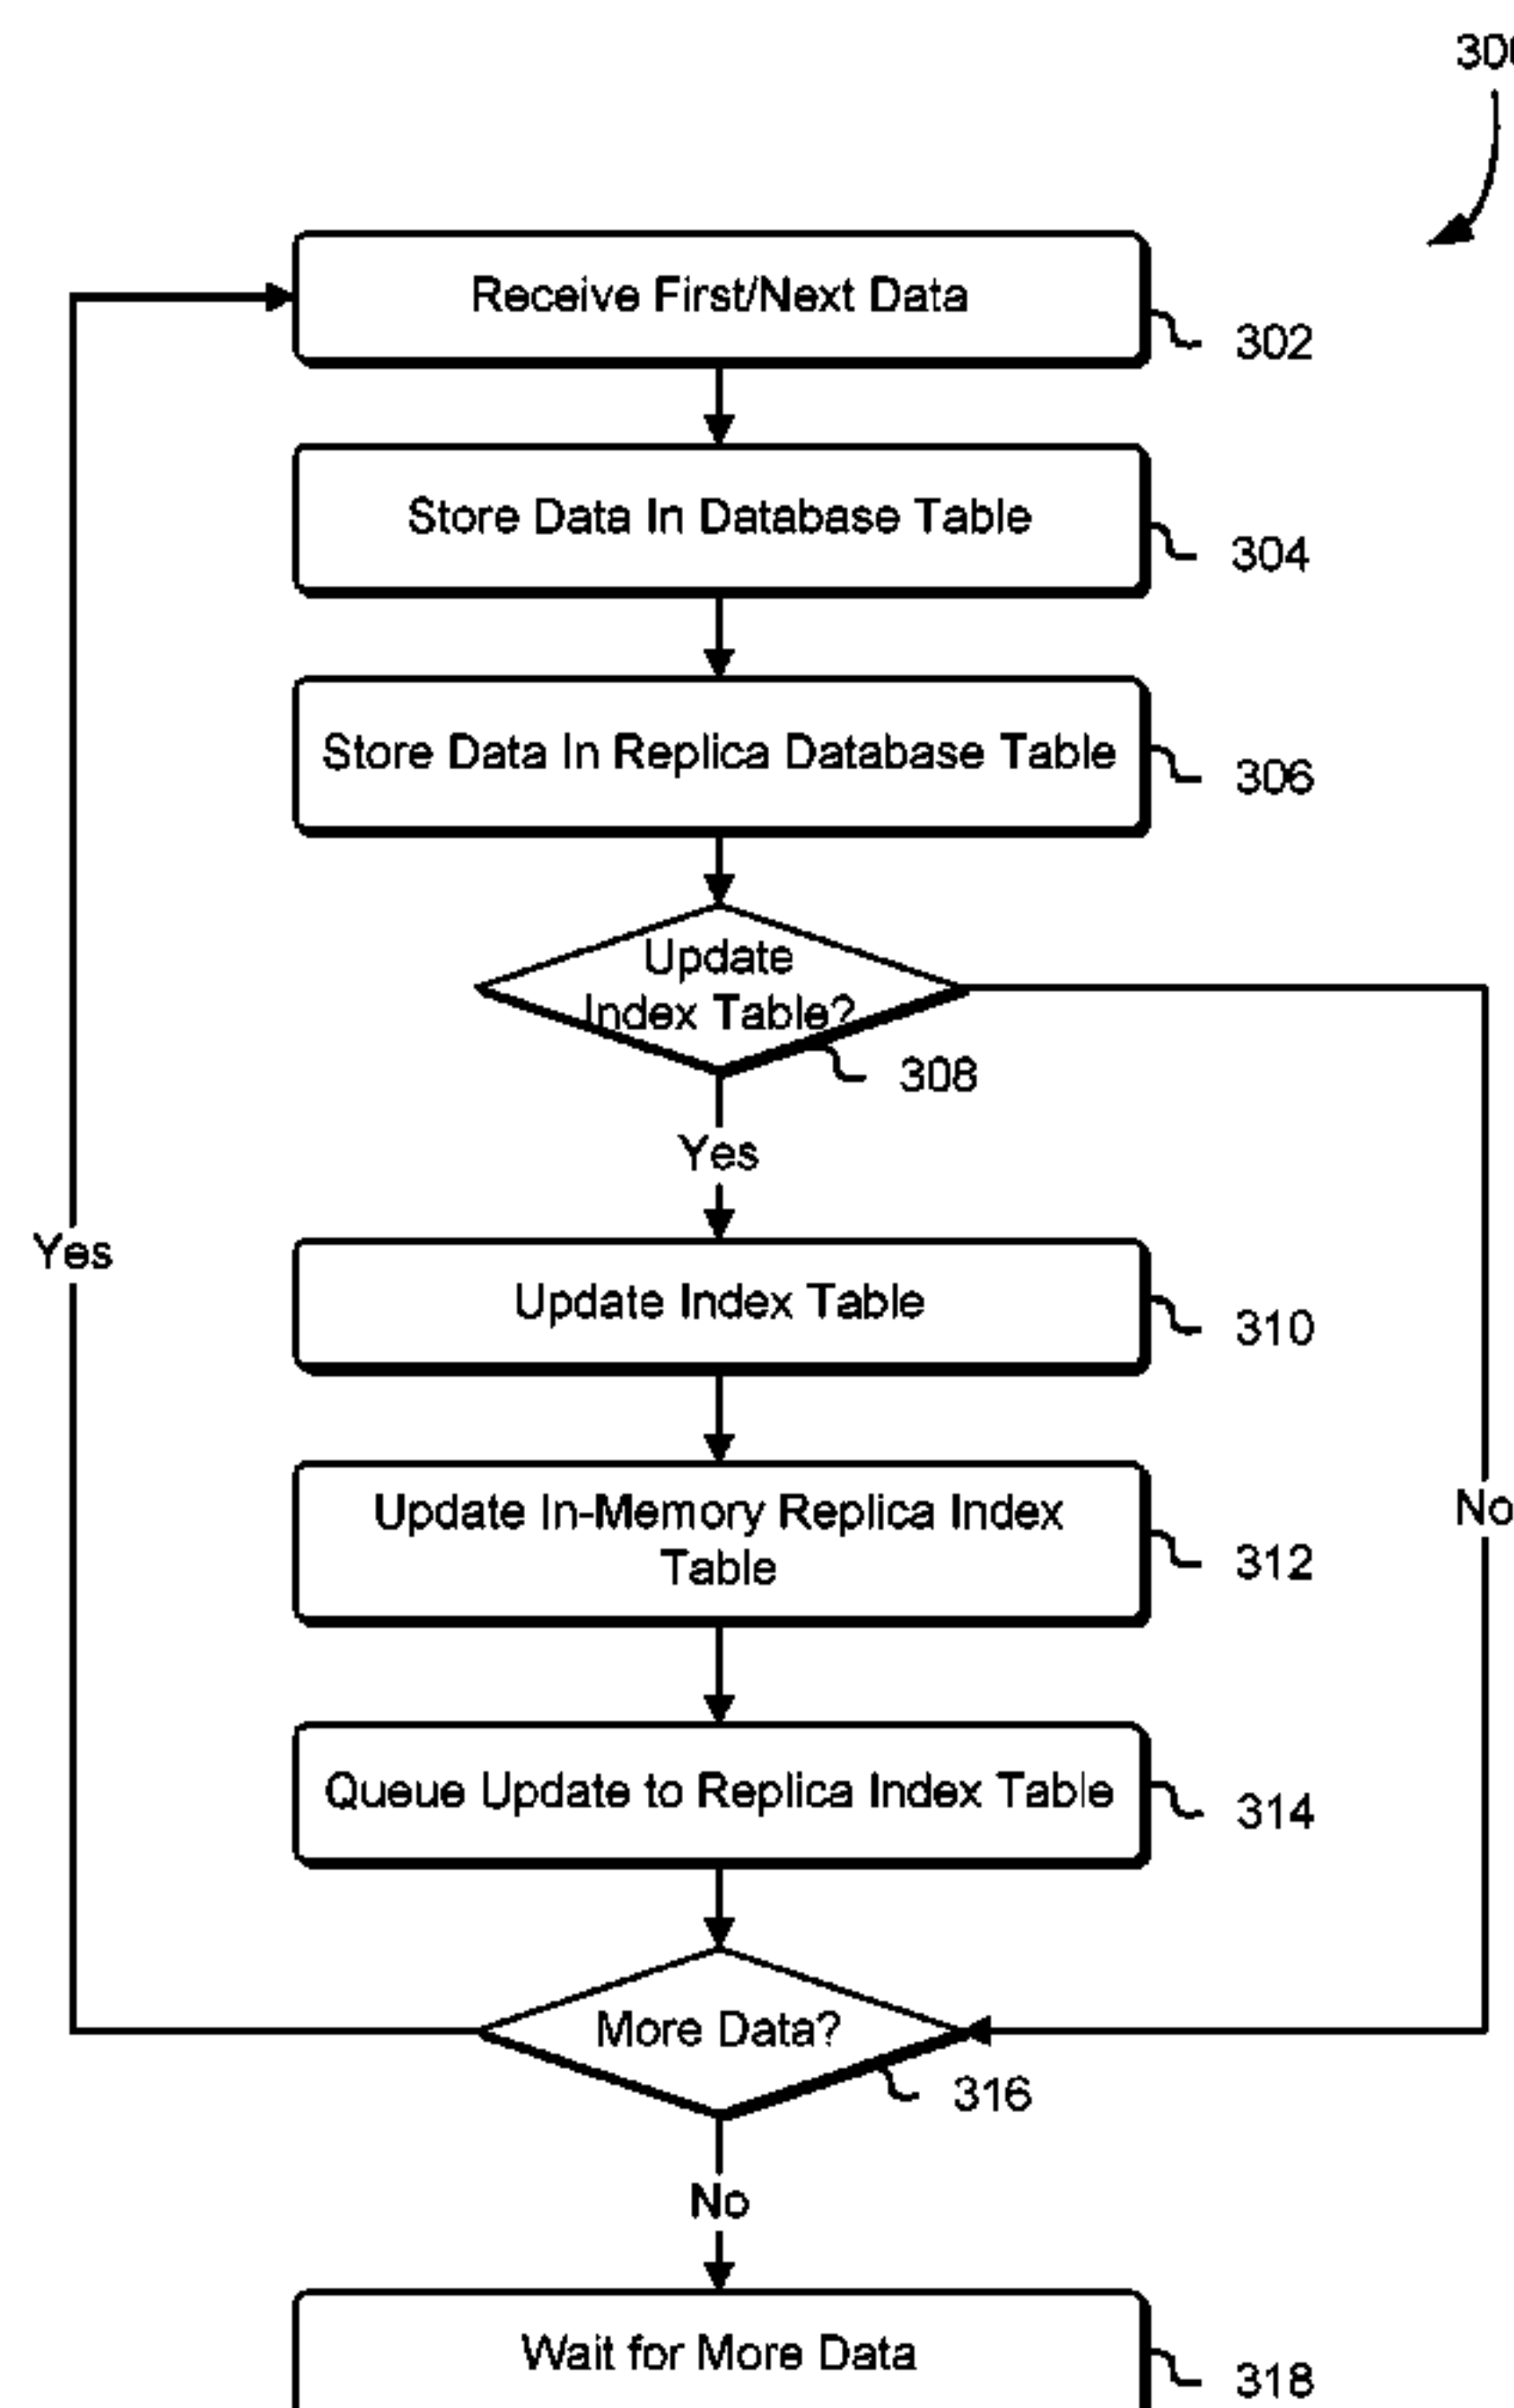 300
Receive First/Next Data
302
Store Data In Database Table
304
Store Data In Replica Database Table
306
Update
Index Table?
308
Yes
Yes
Update Index Table
310
Update In-Memory Replica Index
Table
312
No
Queue Update to Replica Index Table
314
More Data?
316
No
Wait for More Data
318